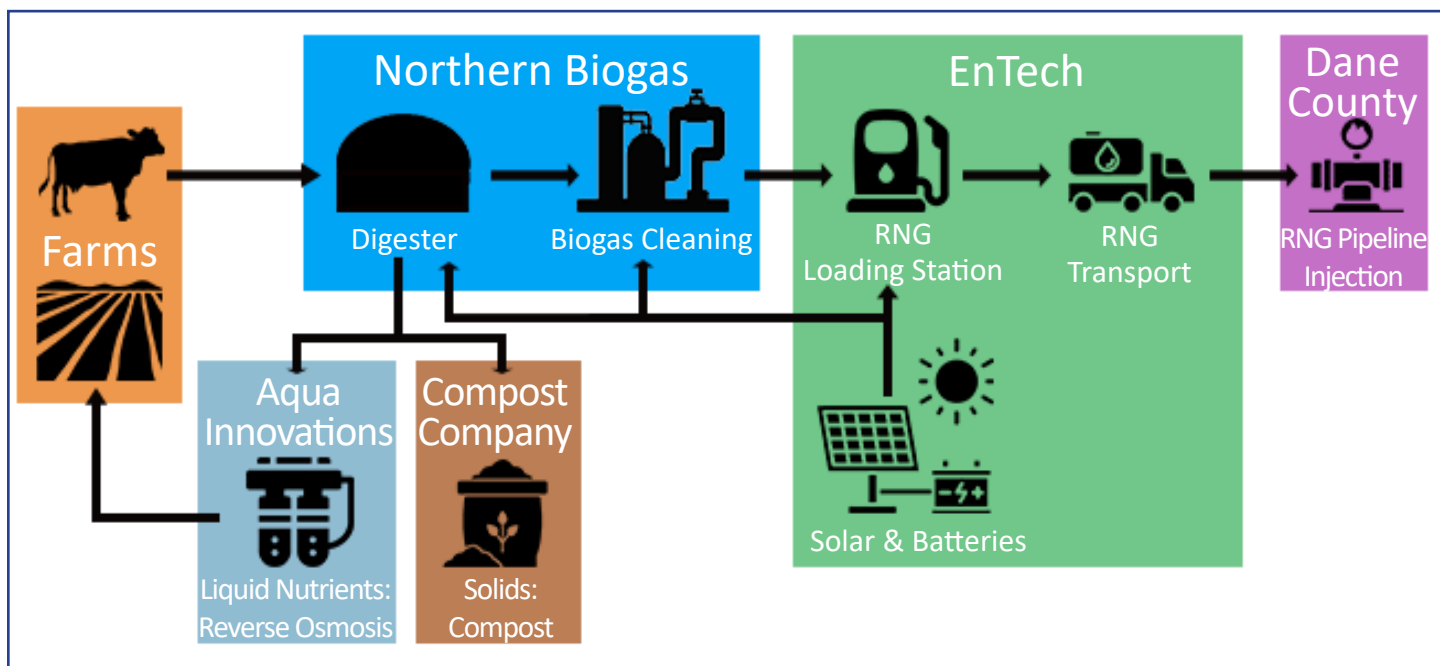 Northern Biogas
EnTech
Dane
County
Farms
Digester
Biogas Cleaning
RNG
Loading Station
RNG
Transport
RNG Pipeline
Injection
Aqua
Innovations
Compost
Company
Solar & Batteries
Liquid Nutrients:
Reverse Osmosis
Solids:
Compost